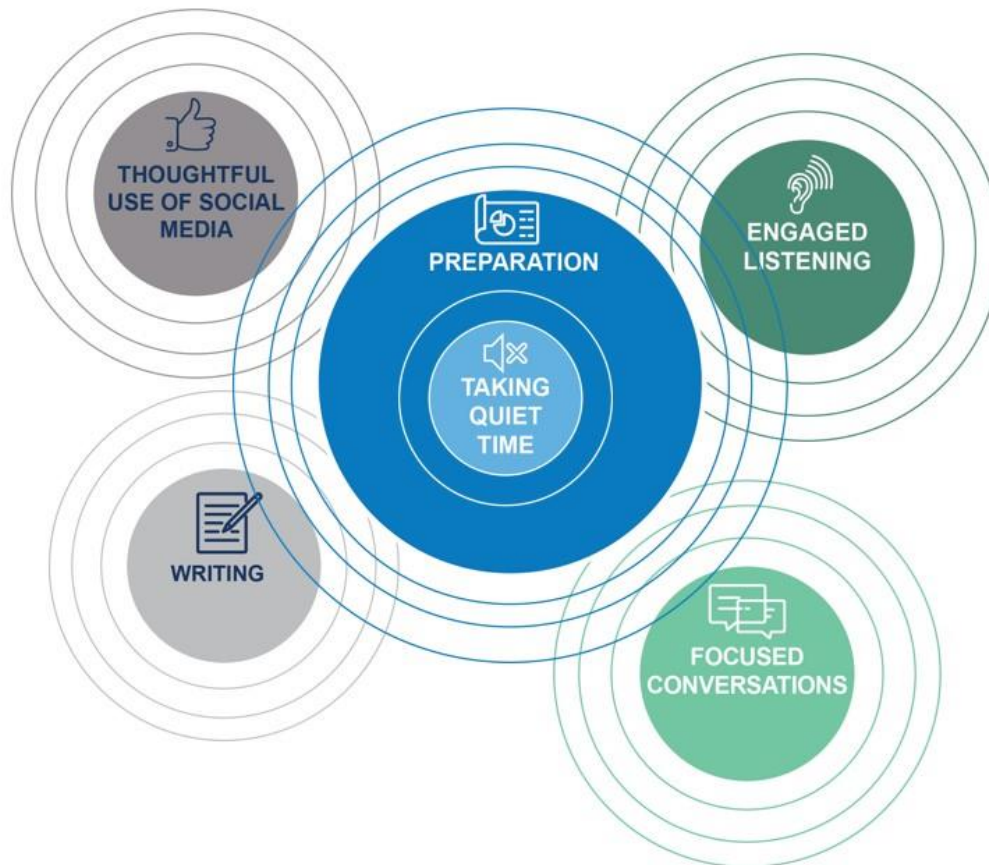 THOUGHTFUL
USE OF SOCIAL
MEDIA
PREPARATION
TAKING
QUIET
TIME
ENGAGED
LISTENING
WRITING
FOCUSED
CONVERSATIONS